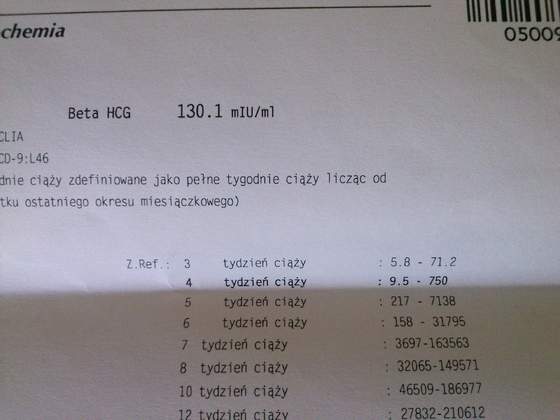 chemia
05009
Beta HCG 130.1 mIU/ml
CLIA
CD-9:L46
dnie ciąży zdefiniowane jako pełne tygodnie ciąży licząc od
tku ostatniego okresu miesiączkowego)
Z.Ref.: 3 tydzień ciąży : 5.8 - 71.2
4 tydzień ciąży : 9.5 - 750
5 tydzień ciąży : 217 - 7138
6 tydzień ciąży : 158 - 31795
7 tydzień ciąży : 3697-163563
8 tydzień ciąży : 32065-149571
10 tydzień ciąży : 46509-186977
12 tydzień ciąży : 27832-210612